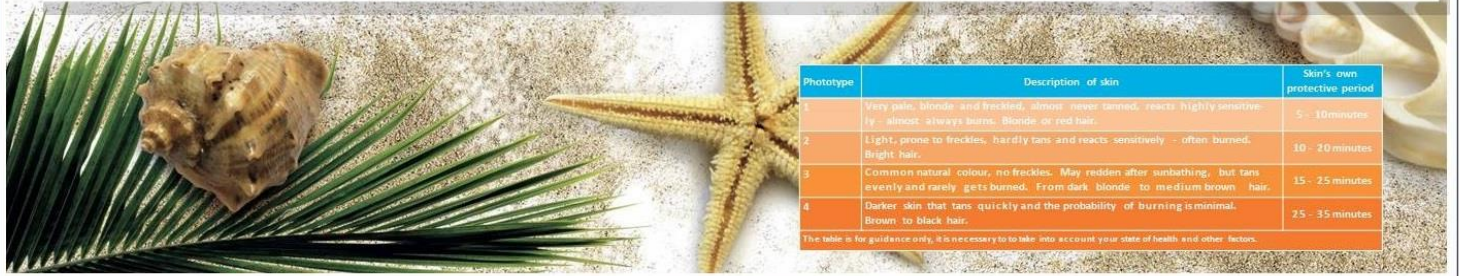 Phototype Description of skin Skin's own
protective period
1 Very pale, blonde and freckled, almost never tanned, reacts highly sensitive-
ly - almost always burns. Blonde or red hair. 5 - 10minutes
2 Light, prone to freckles, hardly tans and reacts sensitively - often burned.
Bright hair. 10 - 20 minutes
3 Common natural colour, no freckles. May redden after sunbathing, but tans
evenly and rarely gets burned. From dark blonde to medium brown hair. 15 - 25 minutes
4 Darker skin that tans quickly and the probability of burning is minimal.
Brown to black hair. 25 - 35 minutes
The table is for guidance only, it is necessary to to take into account your state of health and other factors.